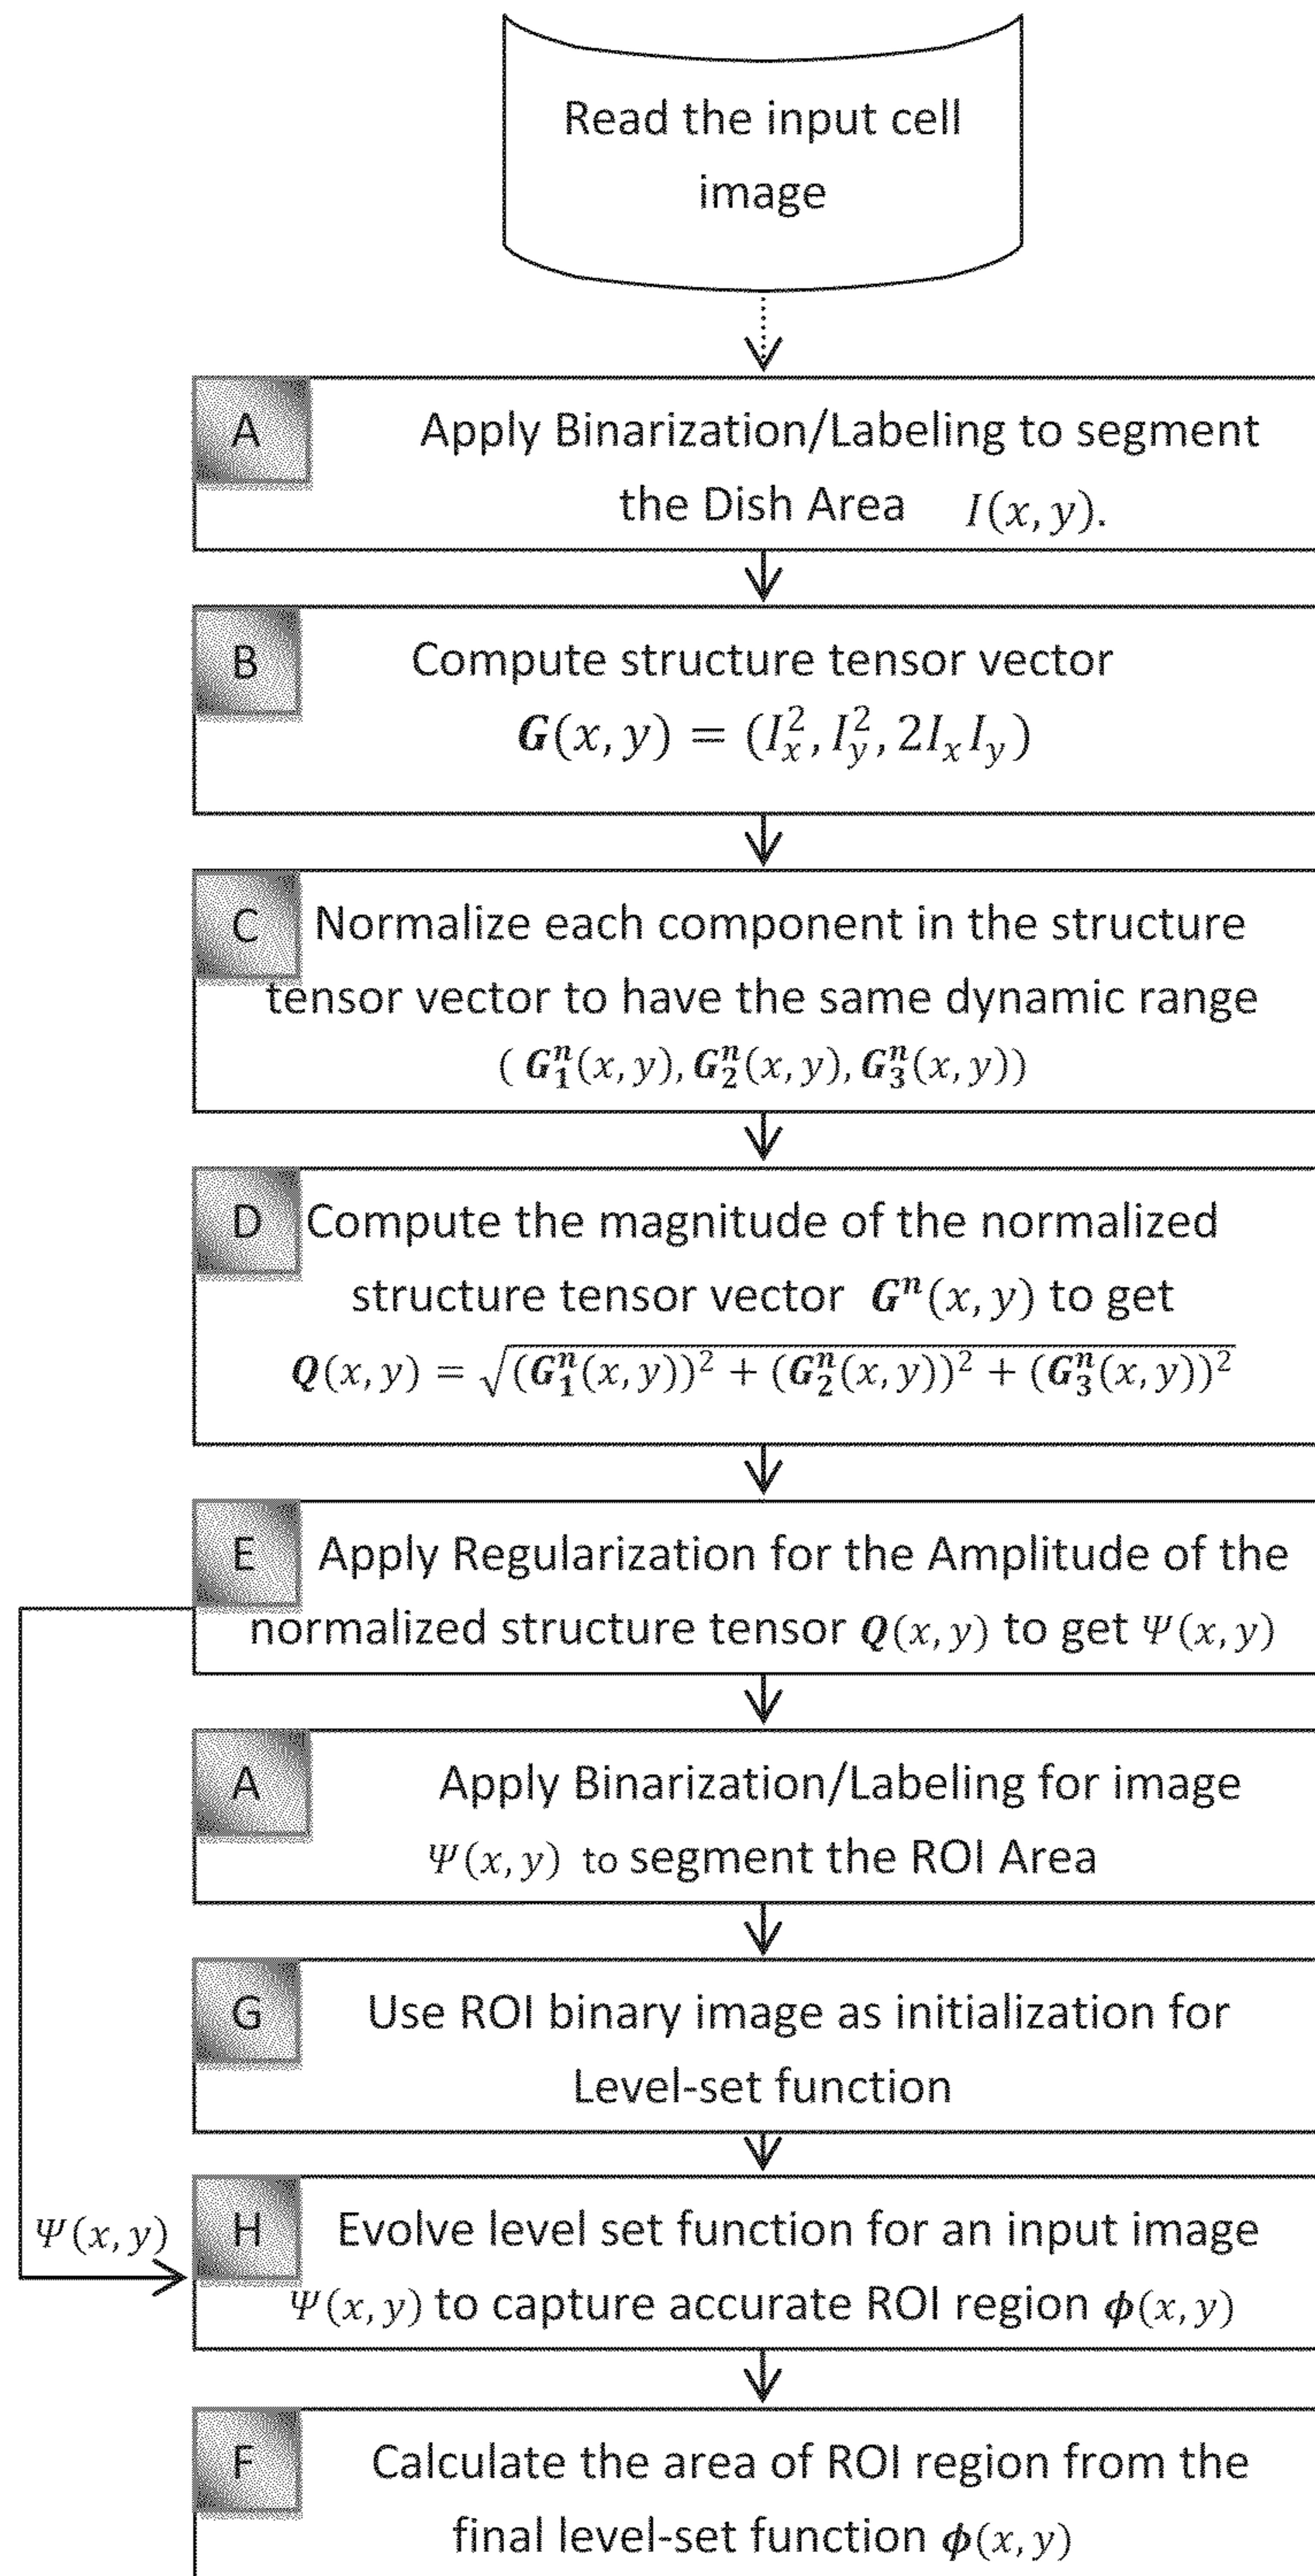 Read the input cell
image
A
Apply Binarization/Labeling to segment
the Dish Area I(x, y).
B
Compute structure tensor vector
G(x, y) = (I_x^2, I_y^2, 2I_x I_y)
C
Normalize each component in the structure
tensor vector to have the same dynamic range
( G_1^n(x, y), G_2^n(x, y), G_3^n(x, y))
D
Compute the magnitude of the normalized
structure tensor vector G^n(x, y) to get
Q(x, y) = √((G_1^n(x, y))^2 + (G_2^n(x, y))^2 + (G_3^n(x, y))^2)
E
Apply Regularization for the Amplitude of the
normalized structure tensor Q(x, y) to get Ψ(x, y)
A
Apply Binarization/Labeling for image
Ψ(x, y) to segment the ROI Area
G
Use ROI binary image as initialization for
Level-set function
Ψ(x, y)
H
Evolve level set function for an input image
Ψ(x, y) to capture accurate ROI region ϕ(x, y)
F
Calculate the area of ROI region from the
final level-set function ϕ(x, y)